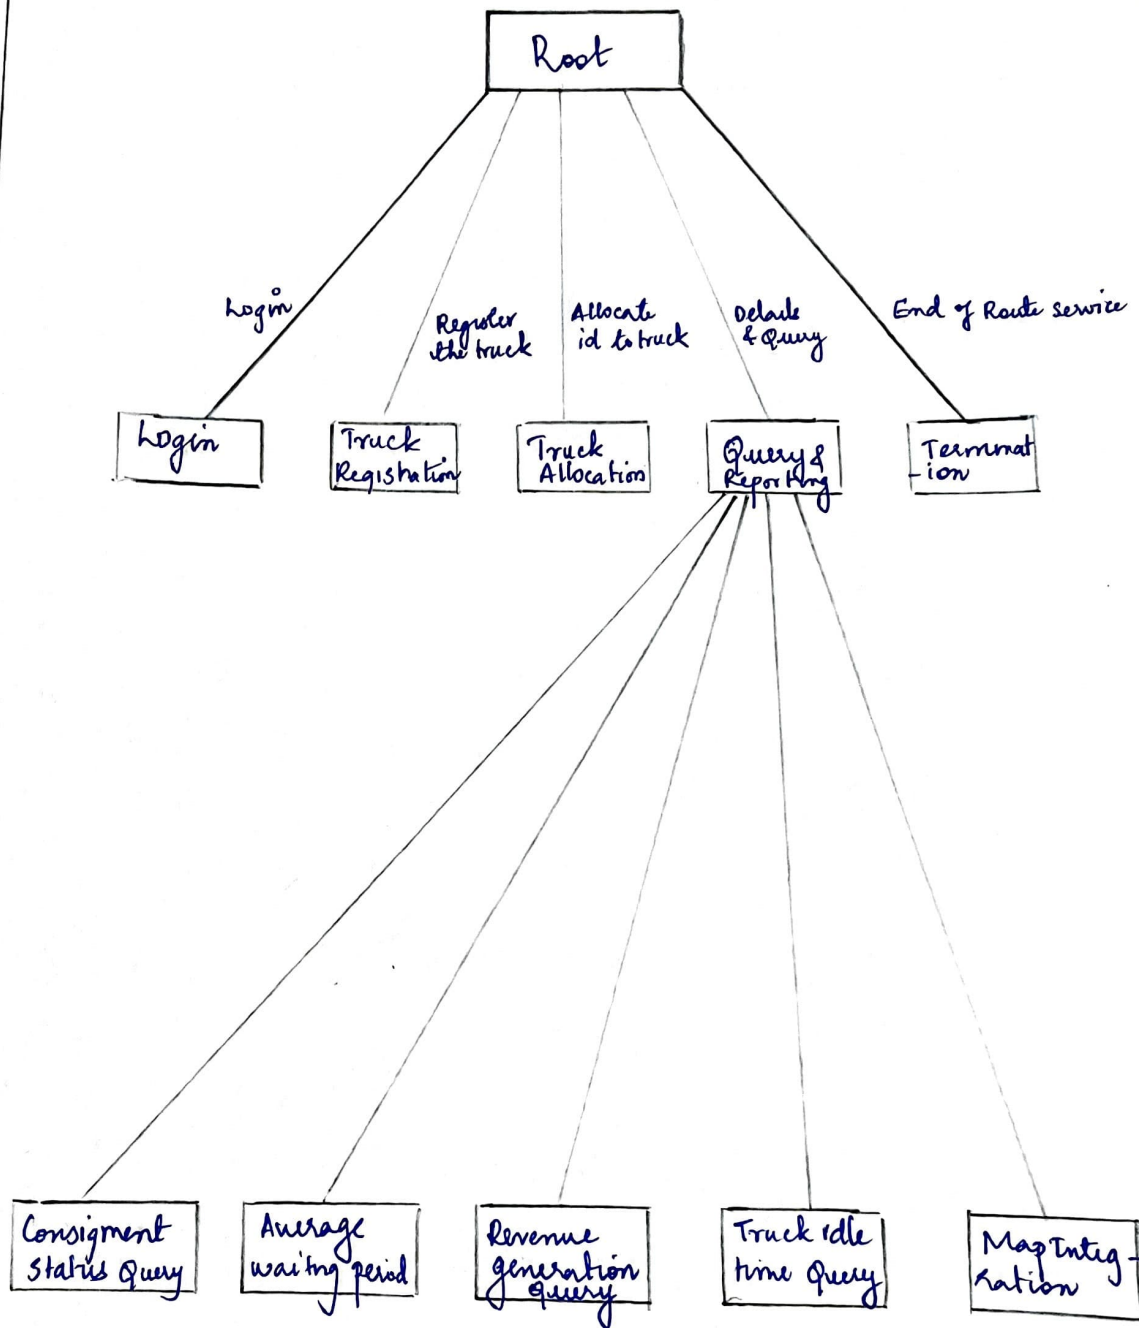 Root
Login
Register
the truck
Allocate
id to truck
Details
& Query
End of Route service
Login
Truck
Registration
Truck
Allocation
Query &
Reporting
Terminat
-ion
Consigment
Status Query
Average
waiting period
Revenue
generation
Query
Truck idle
time Query
Map Integ-
ration